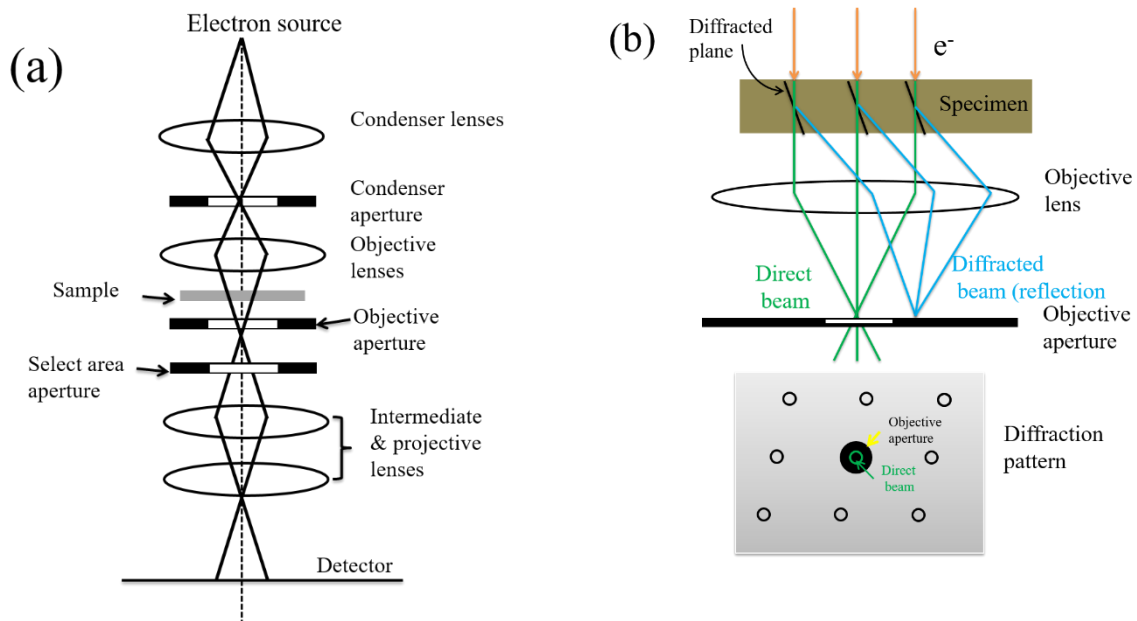 (a)
Electron source
Condenser lenses
Condenser
aperture
Objective
lenses
Sample
Objective
aperture
Select area
aperture
Intermediate
& projective
lenses
Detector
(b)
Diffracted
plane
e-
Specimen
Objective
lens
Direct
beam
Diffracted
beam (reflection
Objective
aperture
Objective
aperture
Direct
beam
Diffraction
pattern